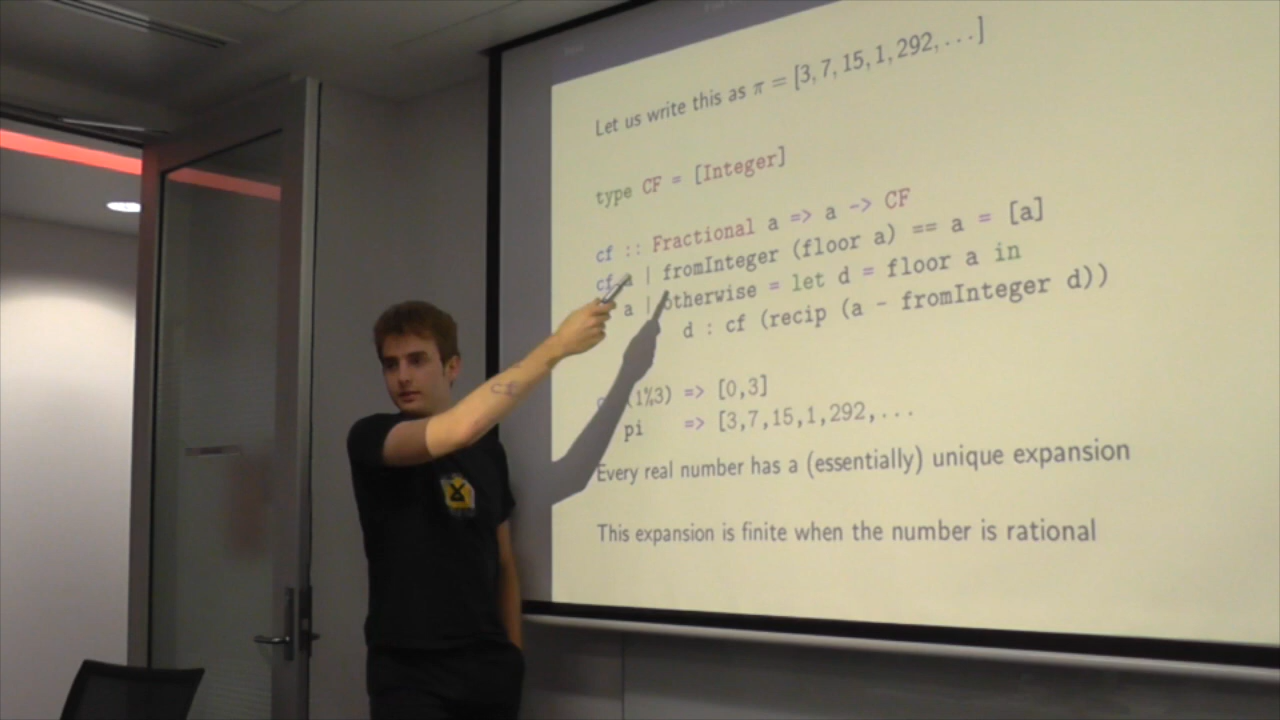 Let us write this as π = [3, 7, 15, 1, 292, . . .]
type CF = [Integer]
cf :: Fractional a => a -> CF
cf a | fromInteger (floor a) == a = [a]
a | otherwise = let d = floor a in
d : cf (recip (a - fromInteger d))
(1%3) => [0,3]
pi => [3,7,15,1,292,...
Every real number has a (essentially) unique expansion
This expansion is finite when the number is rational